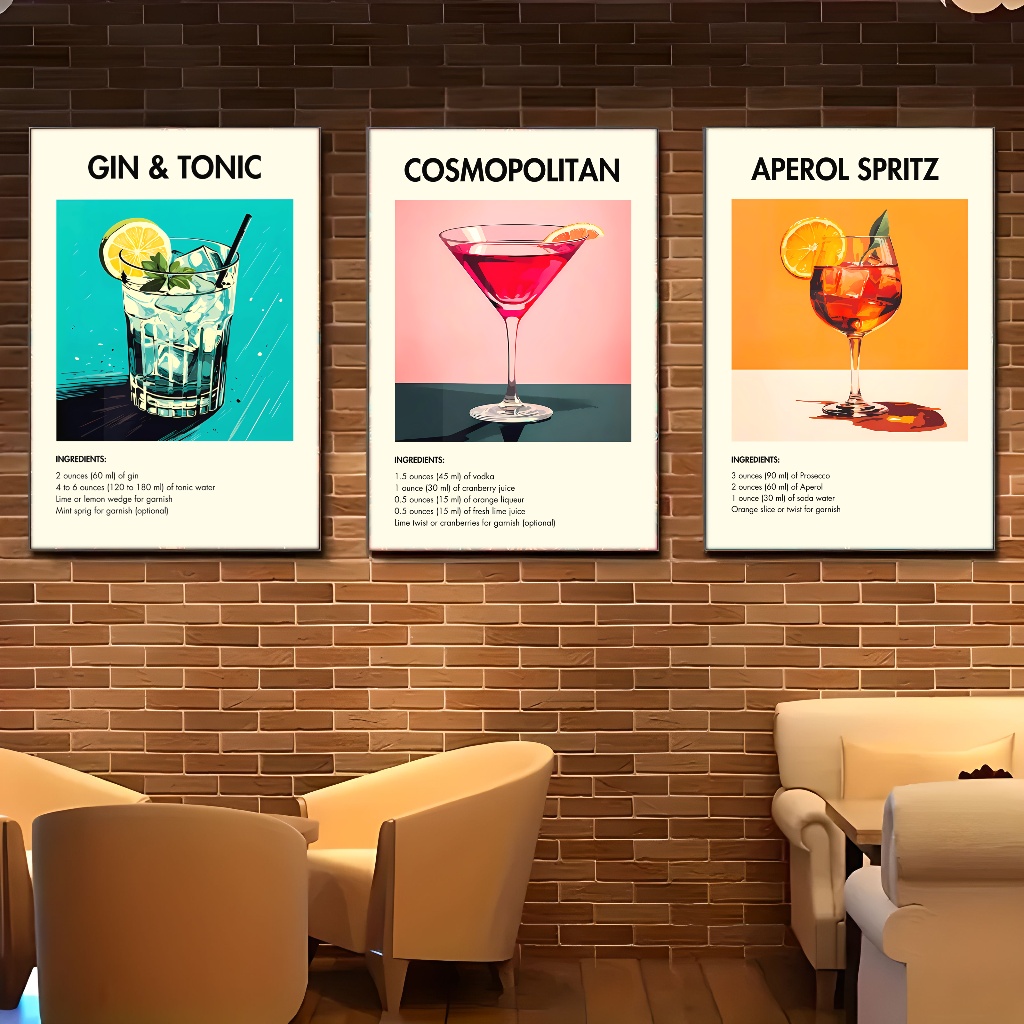 GIN & TONIC
INGREDIENTS:
2 ounces (60 ml) of gin
4 to 6 ounces (120 to 180 ml) of tonic water
Lime or lemon wedge for garnish
Mint sprig for garnish (optional)
COSMOPOLITAN
INGREDIENTS:
1.5 ounces (45 ml) of vodka
1 ounce (30 ml) of cranberry juice
0.5 ounces (15 ml) of orange liqueur
0.5 ounces (15 ml) of fresh lime juice
Lime twist or cranberries for garnish (optional)
APEROL SPRITZ
INGREDIENTS:
3 ounces (90 ml) of Prosecco
2 ounces (60 ml) of Aperol
1 ounce (30 ml) of soda water
Orange slice or twist for garnish